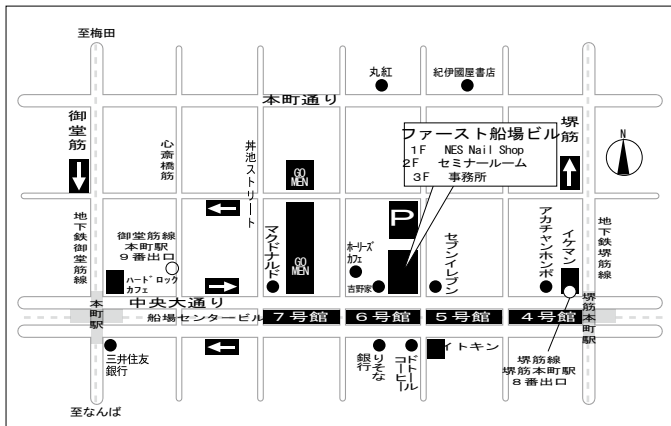 至梅田
丸紅
紀伊國屋書店
本町通り
御堂筋
心斎橋筋
丼池ストリート
GO
MEN
ファースト船場ビル
1F NES Nail Shop
2F セミナールーム
3F 事務所
堺筋
N
地下鉄御堂筋線
御堂筋線
本町駅
9番出口
ハードロック
カフェ
マクドナルド
GO
MEN
P
ホーリーズ
カフェ
吉野家
セブンイレブン
アカチャンホンポ
イケマン
地下鉄堺筋線
中央大通り
本町駅
船場センタービル
7号館
6号館
5号館
4号館
堺筋本町駅
三井住友
銀行
りそな
銀行
ドトール
コーヒー
イトキン
堺筋線
堺筋本町駅
8番出口
至なんば